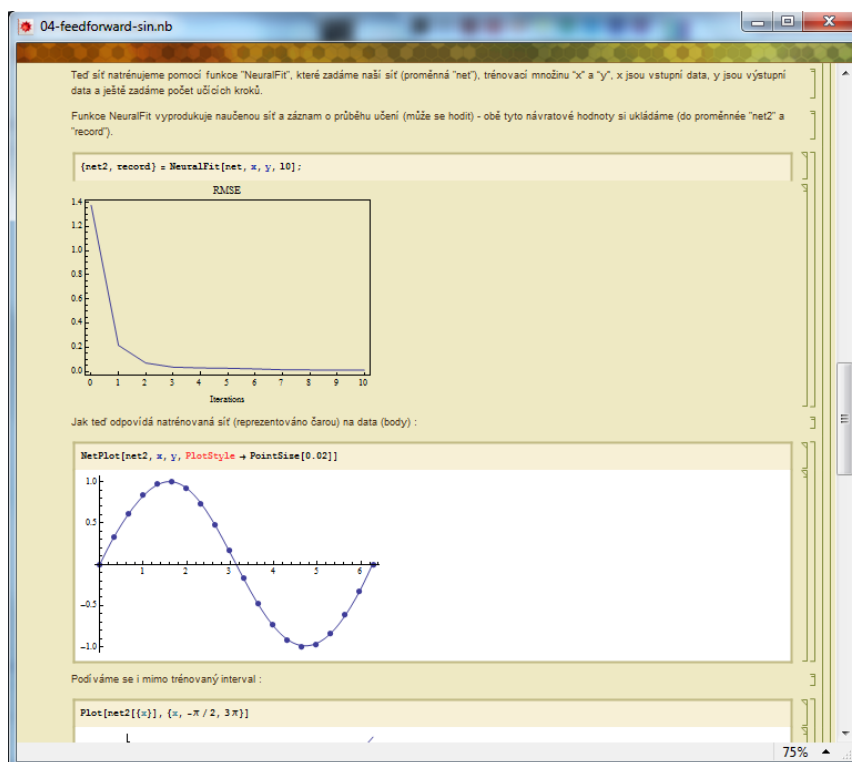 04-feedforward-sin.nb
Teď síť natrénujeme pomocí funkce "NeuralFit", které zadáme naší síť (proměnná "net"), trénovací množinu "x" a "y", x jsou vstupní data, y jsou výstupní
data a ještě zadáme počet učících kroků.
Funkce NeuralFit vyprodukuje naučenou síť a záznam o průběhu učení (může se hodit) - obě tyto návratové hodnoty si ukládáme (do proměnnée "net2" a
"record").
{net2, record} = NeuralFit[net, x, y, 10];
RMSE
1.4
1.2
1.0
0.8
0.6
0.4
0.2
0.0
0 1 2 3 4 5 6 7 8 9 10
Iterations
Jak teď odpovídá natrénovaná síť (reprezentováno čarou) na data (body) :
NetPlot[net2, x, y, PlotStyle → PointSize[0.02]]
1.0
0.5
1 2 3 4 5 6
-0.5
-1.0
Podíváme se i mimo trénovaný interval :
Plot[net2[{x}], {x, -π / 2, 3 π}]
75%